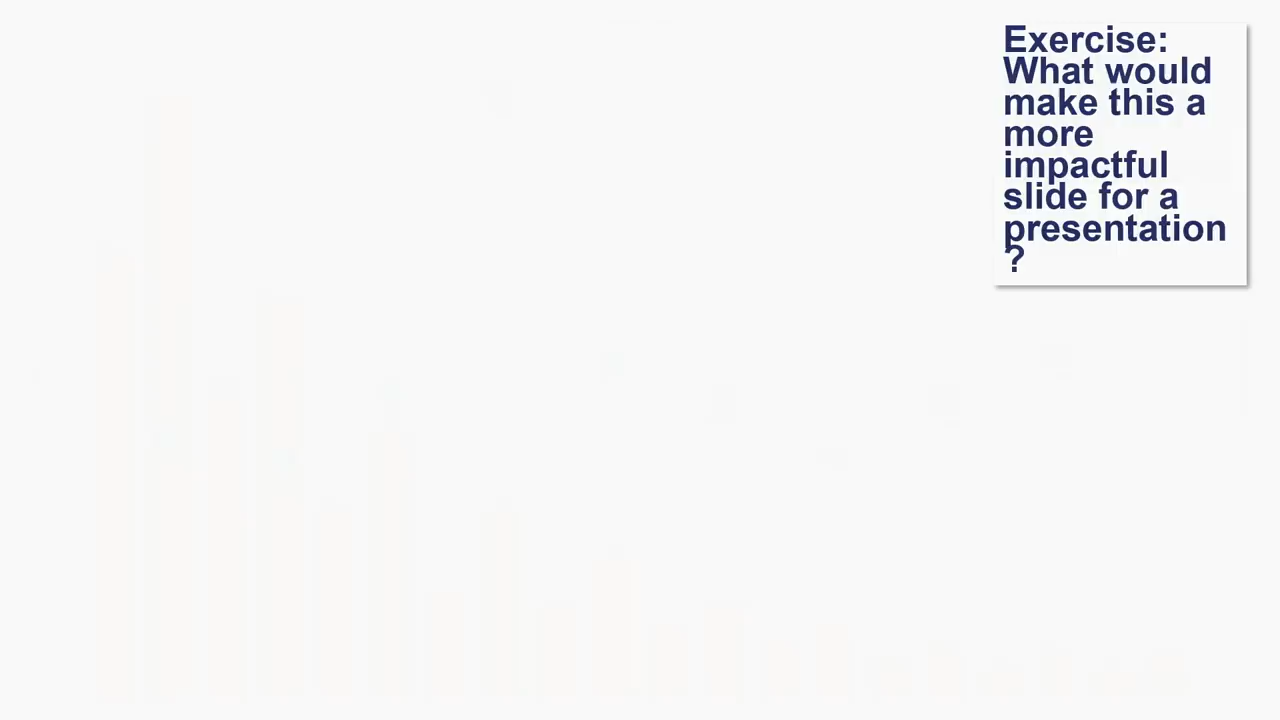 Exercise:
What would
make this a
more
impactful
slide for a
presentation
?